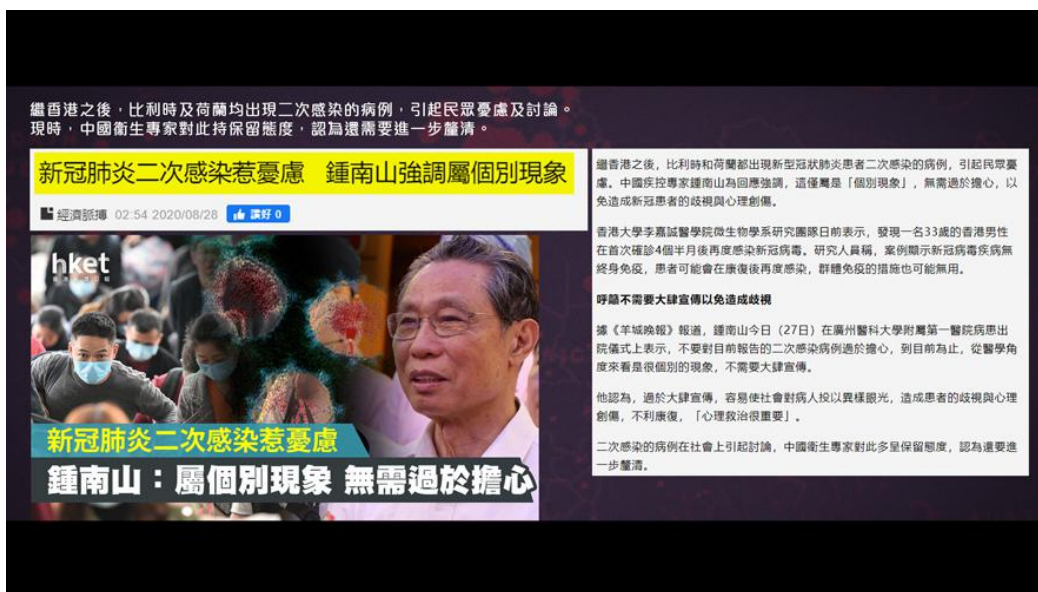 繼香港之後，比利時及荷蘭均出現二次感染的病例，引起民眾憂慮及討論。
現時，中國衞生專家對此持保留態度，認為還需要進一步釐清。
新冠肺炎二次感染惹憂慮　鍾南山強調屬個別現象
經濟脈搏 02:54 2020/08/28 讚好 0
hket
新冠肺炎二次感染惹憂慮
鍾南山：屬個別現象 無需過於擔心
繼香港之後，比利時和荷蘭都出現新型冠狀肺炎患者二次感染的病例，引起民眾憂
慮。中國疾控專家鍾南山為回應強調，這僅屬是「個別現象」，無需過於擔心，以
免造成新冠患者的歧視與心理創傷。
香港大學李嘉誠醫學院微生物學系研究團隊日前表示，發現一名33歲的香港男性
在首次確診4個半月後再度感染新冠病毒。研究人員稱，案例顯示新冠病毒疾病無
終身免疫，患者可能會在康復後再度感染，群體免疫的措施也可能無用。
呼籲不需要大肆宣傳以免造成歧視
據《羊城晚報》報道，鍾南山今日（27日）在廣州醫科大學附屬第一醫院病患出
院儀式上表示，不要對目前報告的二次感染病例過於擔心，到目前為止，從醫學角
度來看是很個別的現象，不需要大肆宣傳。
他認為，過於大肆宣傳，容易使社會對病人投以異樣眼光，造成患者的歧視與心理
創傷，不利康復，「心理救治很重要」。
二次感染的病例在社會上引起討論，中國衞生專家對此多呈保留態度，認為還要進
一步釐清。